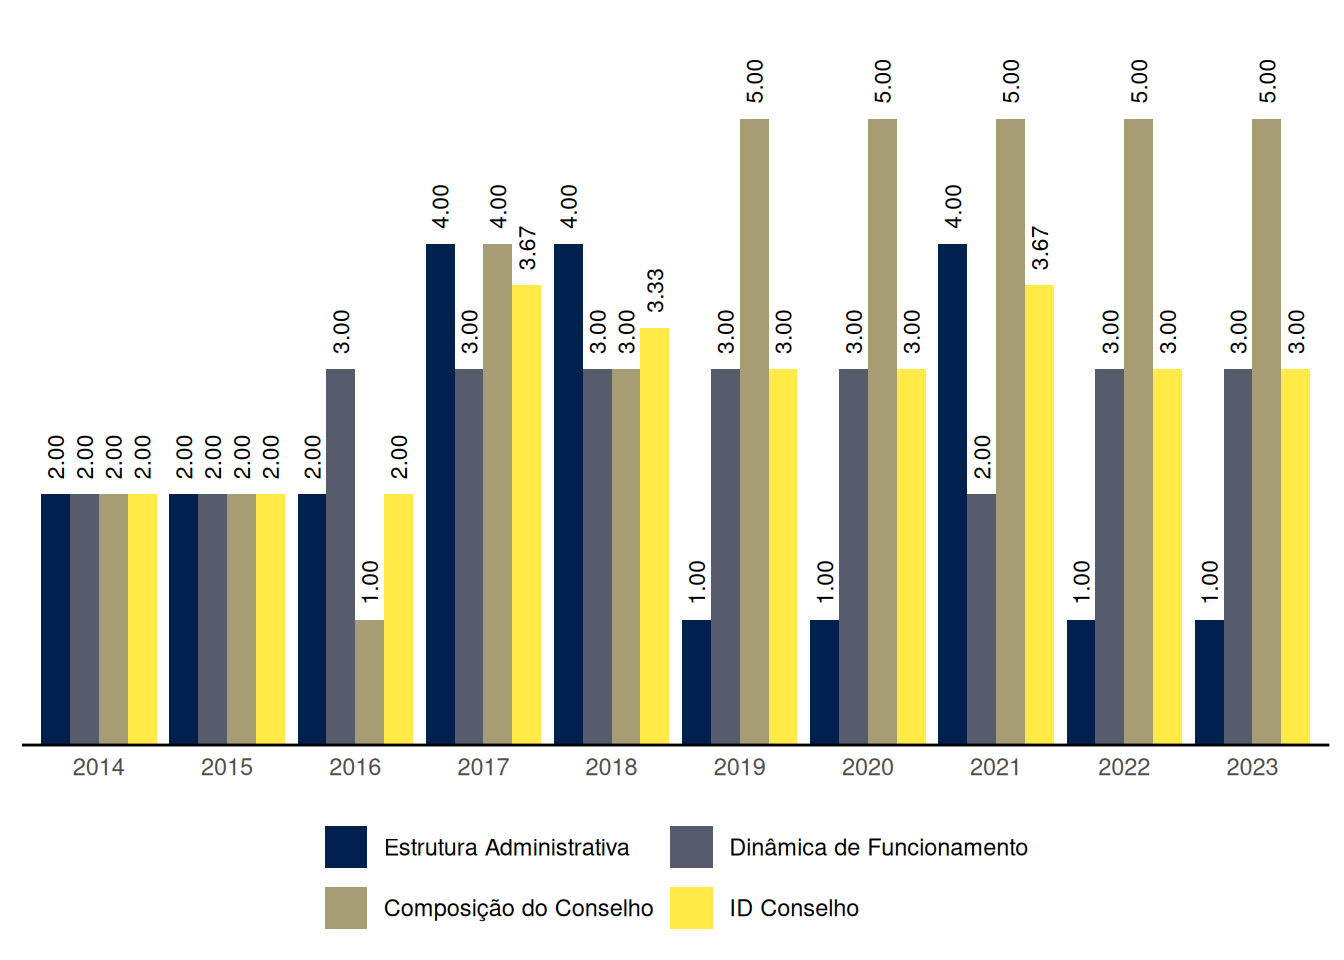 2.00 2.00 2.00 2.00
2.00 2.00 2.00 2.00
2.00 3.00 1.00 2.00
4.00 3.00 4.00 3.67
4.00 3.00 3.00 3.33
1.00 3.00 5.00 3.00
1.00 3.00 5.00 3.00
4.00 2.00 5.00 3.67
1.00 3.00 5.00 3.00
1.00 3.00 5.00 3.00
2014 2015 2016 2017 2018 2019 2020 2021 2022 2023
Estrutura Administrativa Dinâmica de Funcionamento
Composição do Conselho ID Conselho